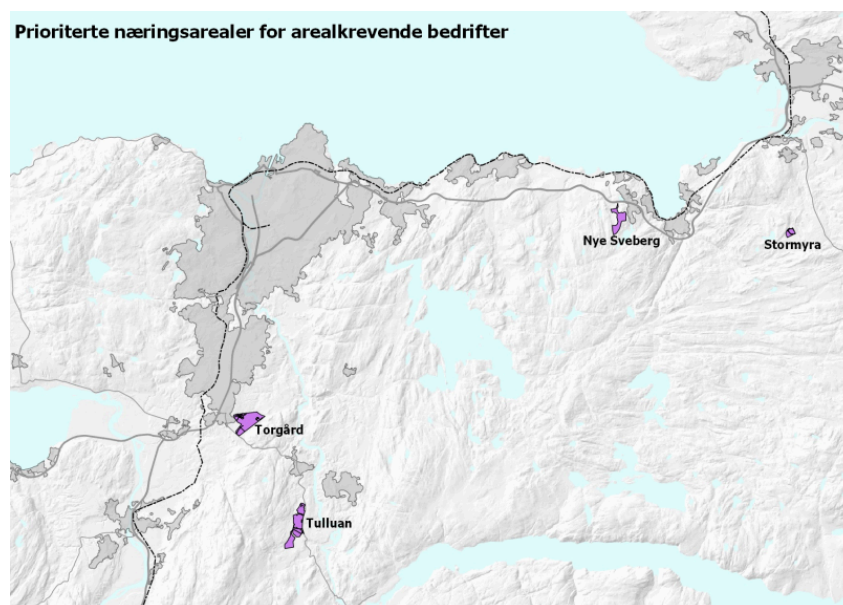 Prioriterte næringsarealer for arealkrevende bedrifter
Nye Sveberg
Stormyra
Torgård
Tulluan